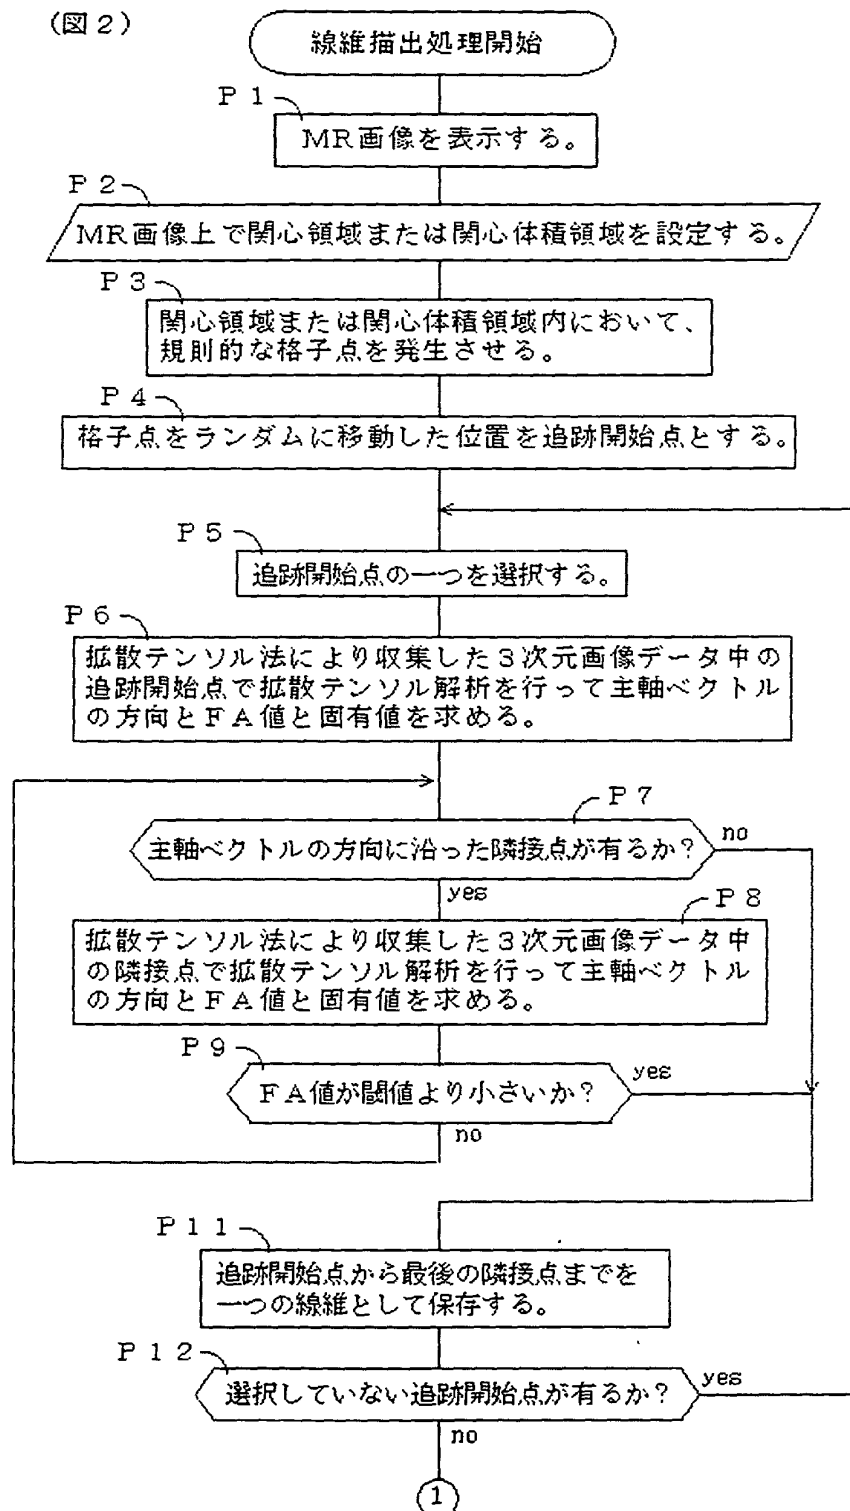 (図2)
線維描出処理開始
P1
MR画像を表示する。
P2
MR画像上で関心領域または関心体積領域を設定する。
P3
関心領域または関心体積領域内において、
規則的な格子点を発生させる。
P4
格子点をランダムに移動した位置を追跡開始点とする。
P5
追跡開始点の一つを選択する。
P6
拡散テンソル法により収集した3次元画像データ中の
追跡開始点で拡散テンソル解析を行って主軸ベクトル
の方向とFA値と固有値を求める。
P7
主軸ベクトルの方向に沿った隣接点が有るか?
no
yes
P8
拡散テンソル法により収集した3次元画像データ中
の隣接点で拡散テンソル解析を行って主軸ベクトル
の方向とFA値と固有値を求める。
P9
FA値が閾値より小さいか?
yes
no
P11
追跡開始点から最後の隣接点までを
一つの線維として保存する。
P12
選択していない追跡開始点が有るか?
yes
no
1